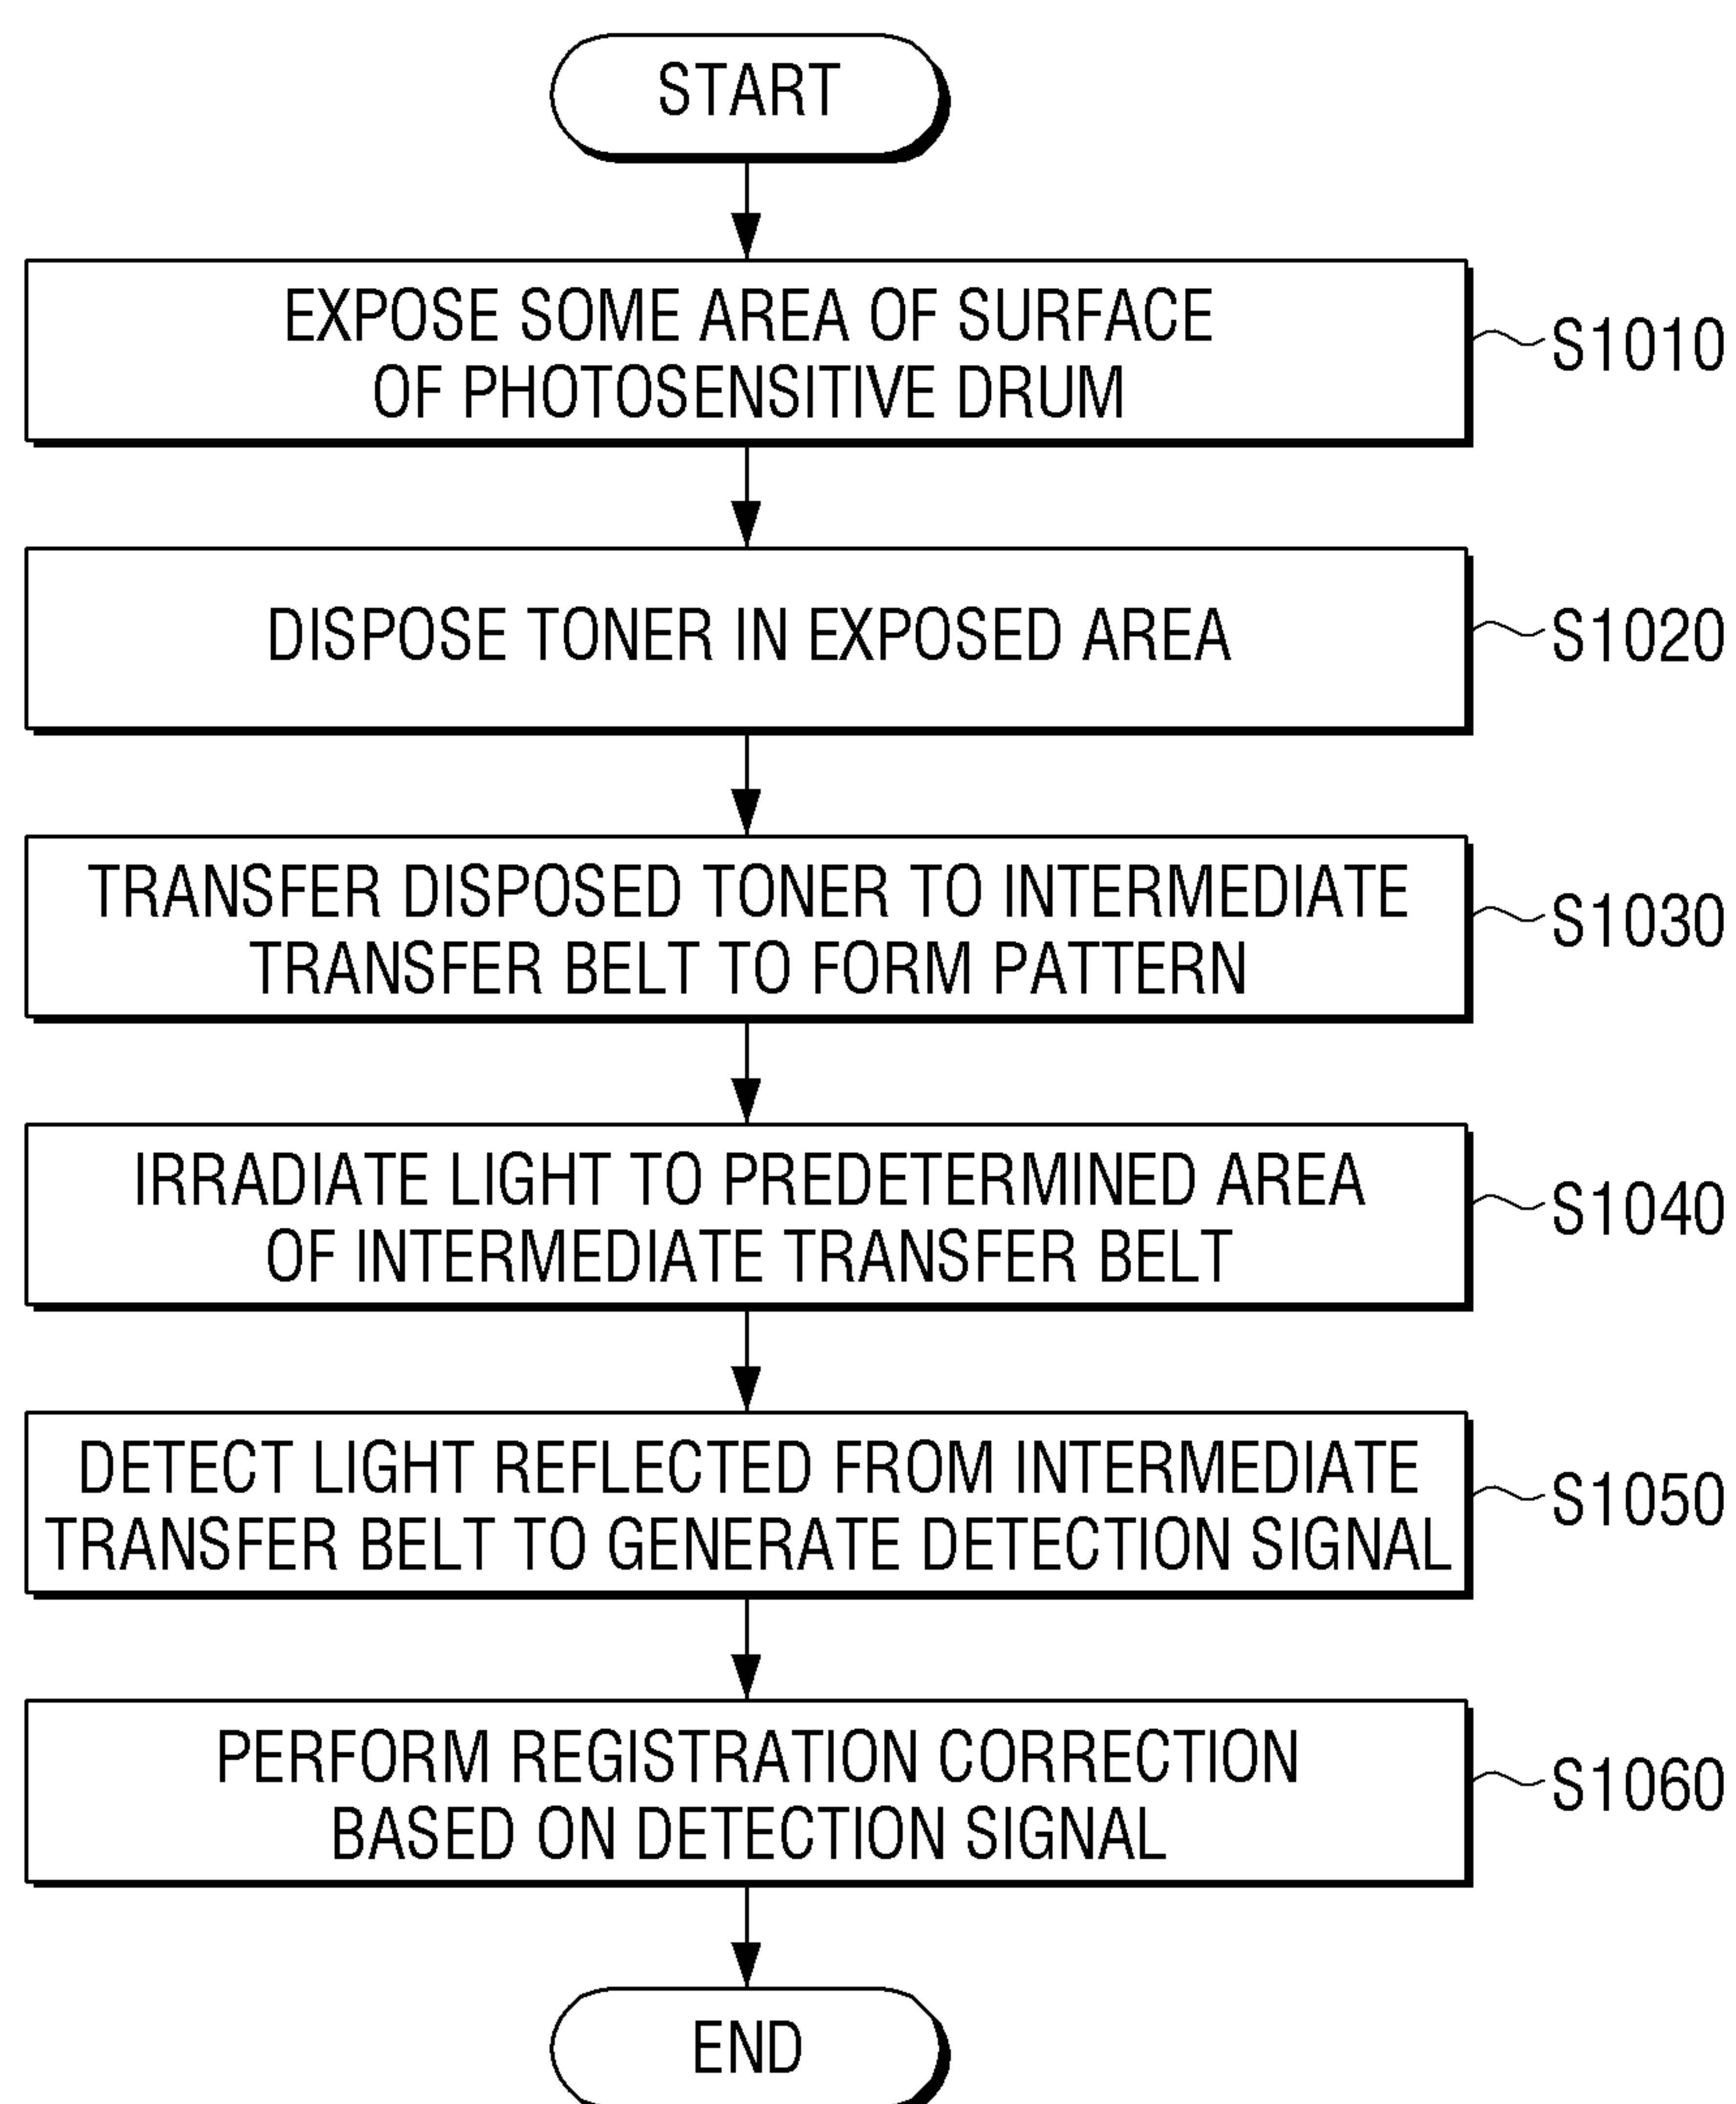 START
EXPOSE SOME AREA OF SURFACE
OF PHOTOSENSITIVE DRUM
S1010
DISPOSE TONER IN EXPOSED AREA
S1020
TRANSFER DISPOSED TONER TO INTERMEDIATE
TRANSFER BELT TO FORM PATTERN
S1030
IRRADIATE LIGHT TO PREDETERMINED AREA
OF INTERMEDIATE TRANSFER BELT
S1040
DETECT LIGHT REFLECTED FROM INTERMEDIATE
TRANSFER BELT TO GENERATE DETECTION SIGNAL
S1050
PERFORM REGISTRATION CORRECTION
BASED ON DETECTION SIGNAL
S1060
END